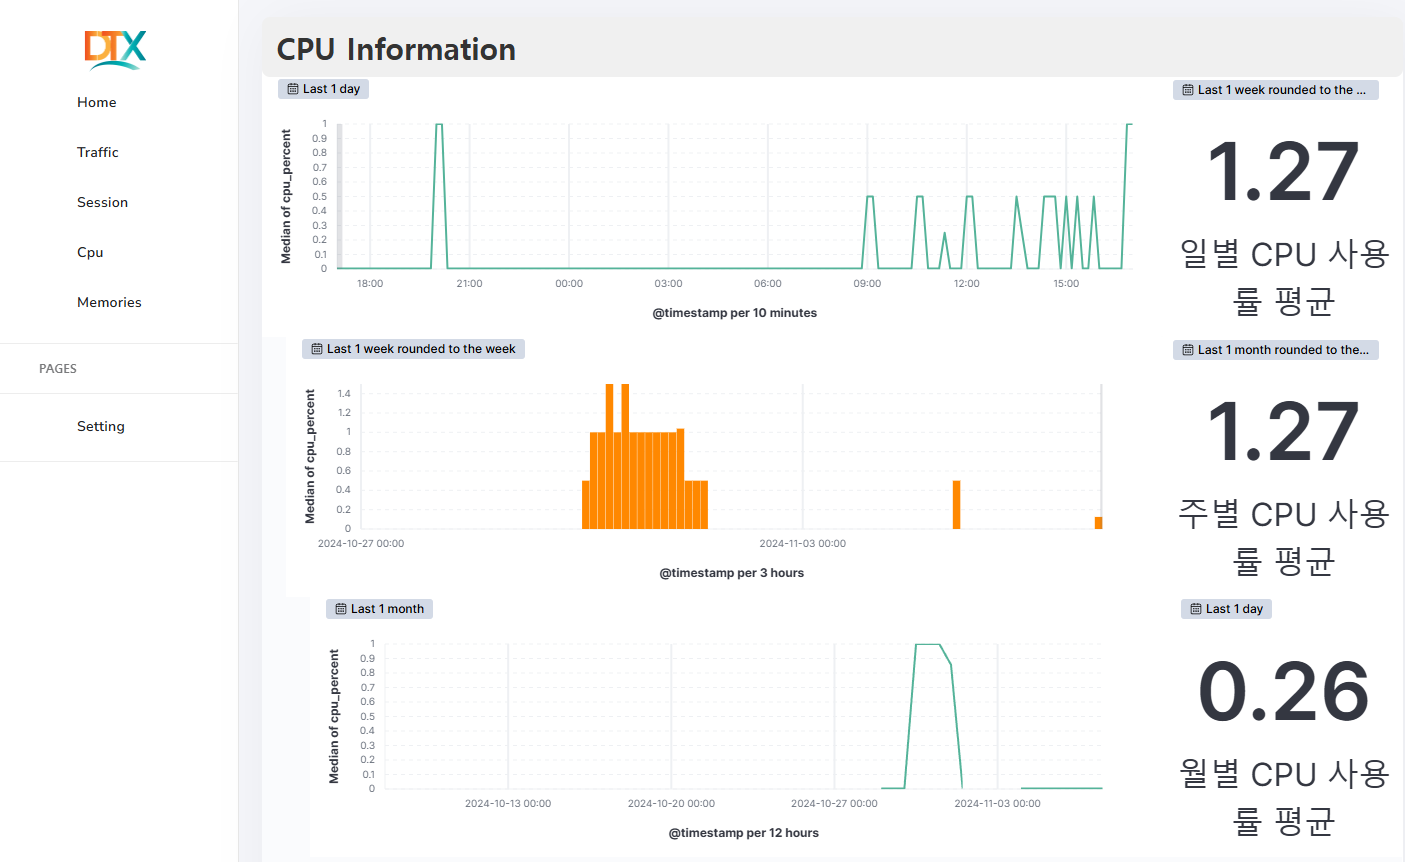 DTX
Home
Traffic
Session
Cpu
Memories
PAGES
Setting
CPU Information
Last 1 day
Median of cpu_percent
1
0.9
0.8
0.7
0.6
0.5
0.4
0.3
0.2
0.1
0
18:00 21:00 00:00 03:00 06:00 09:00 12:00 15:00
@timestamp per 10 minutes
Last 1 week rounded to the ...
1.27
일별 CPU 사용
률 평균
Last 1 week rounded to the week
Median of cpu_percent
1.4
1.2
1
0.8
0.6
0.4
0.2
0
2024-10-27 00:00 2024-11-03 00:00
@timestamp per 3 hours
Last 1 month rounded to the...
1.27
주별 CPU 사용
률 평균
Last 1 month
Median of cpu_percent
1
0.9
0.8
0.7
0.6
0.5
0.4
0.3
0.2
0.1
0
2024-10-13 00:00 2024-10-20 00:00 2024-10-27 00:00 2024-11-03 00:00
@timestamp per 12 hours
Last 1 day
0.26
월별 CPU 사용
률 평균